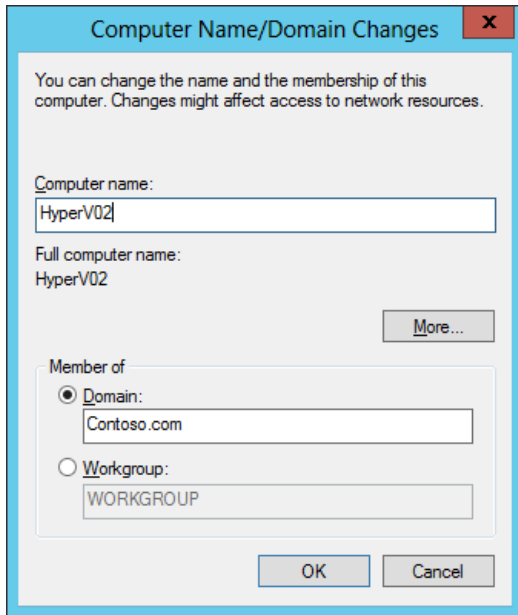 Computer Name/Domain Changes
x
You can change the name and the membership of this
computer. Changes might affect access to network resources.
Computer name:
HyperV02
Full computer name:
HyperV02
More...
Member of
Domain:
Contoso.com
Workgroup:
WORKGROUP
OK Cancel